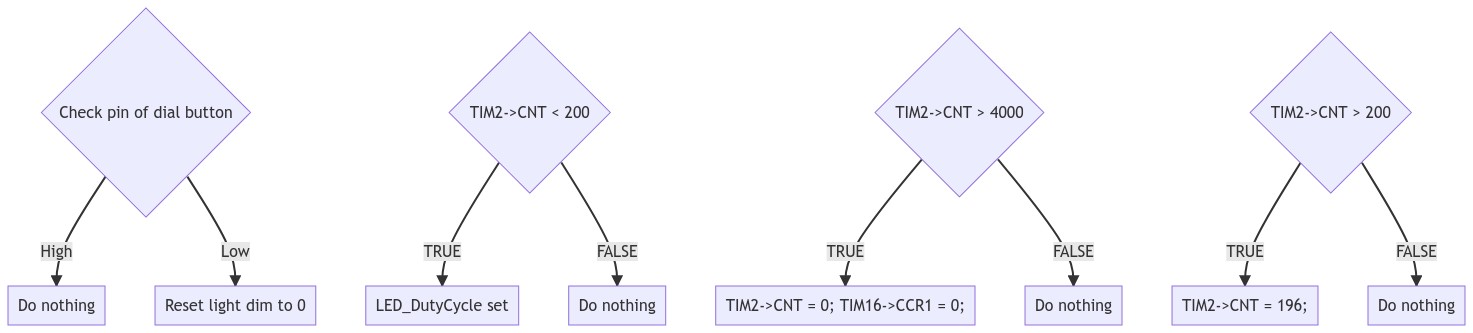 Check pin of dial button
TIM2->CNT < 200
TIM2->CNT > 4000
TIM2->CNT > 200
High
Low
TRUE
FALSE
TRUE
FALSE
TRUE
FALSE
Do nothing
Reset light dim to 0
LED_DutyCycle set
Do nothing
TIM2->CNT = 0; TIM16->CCR1 = 0;
Do nothing
TIM2->CNT = 196;
Do nothing